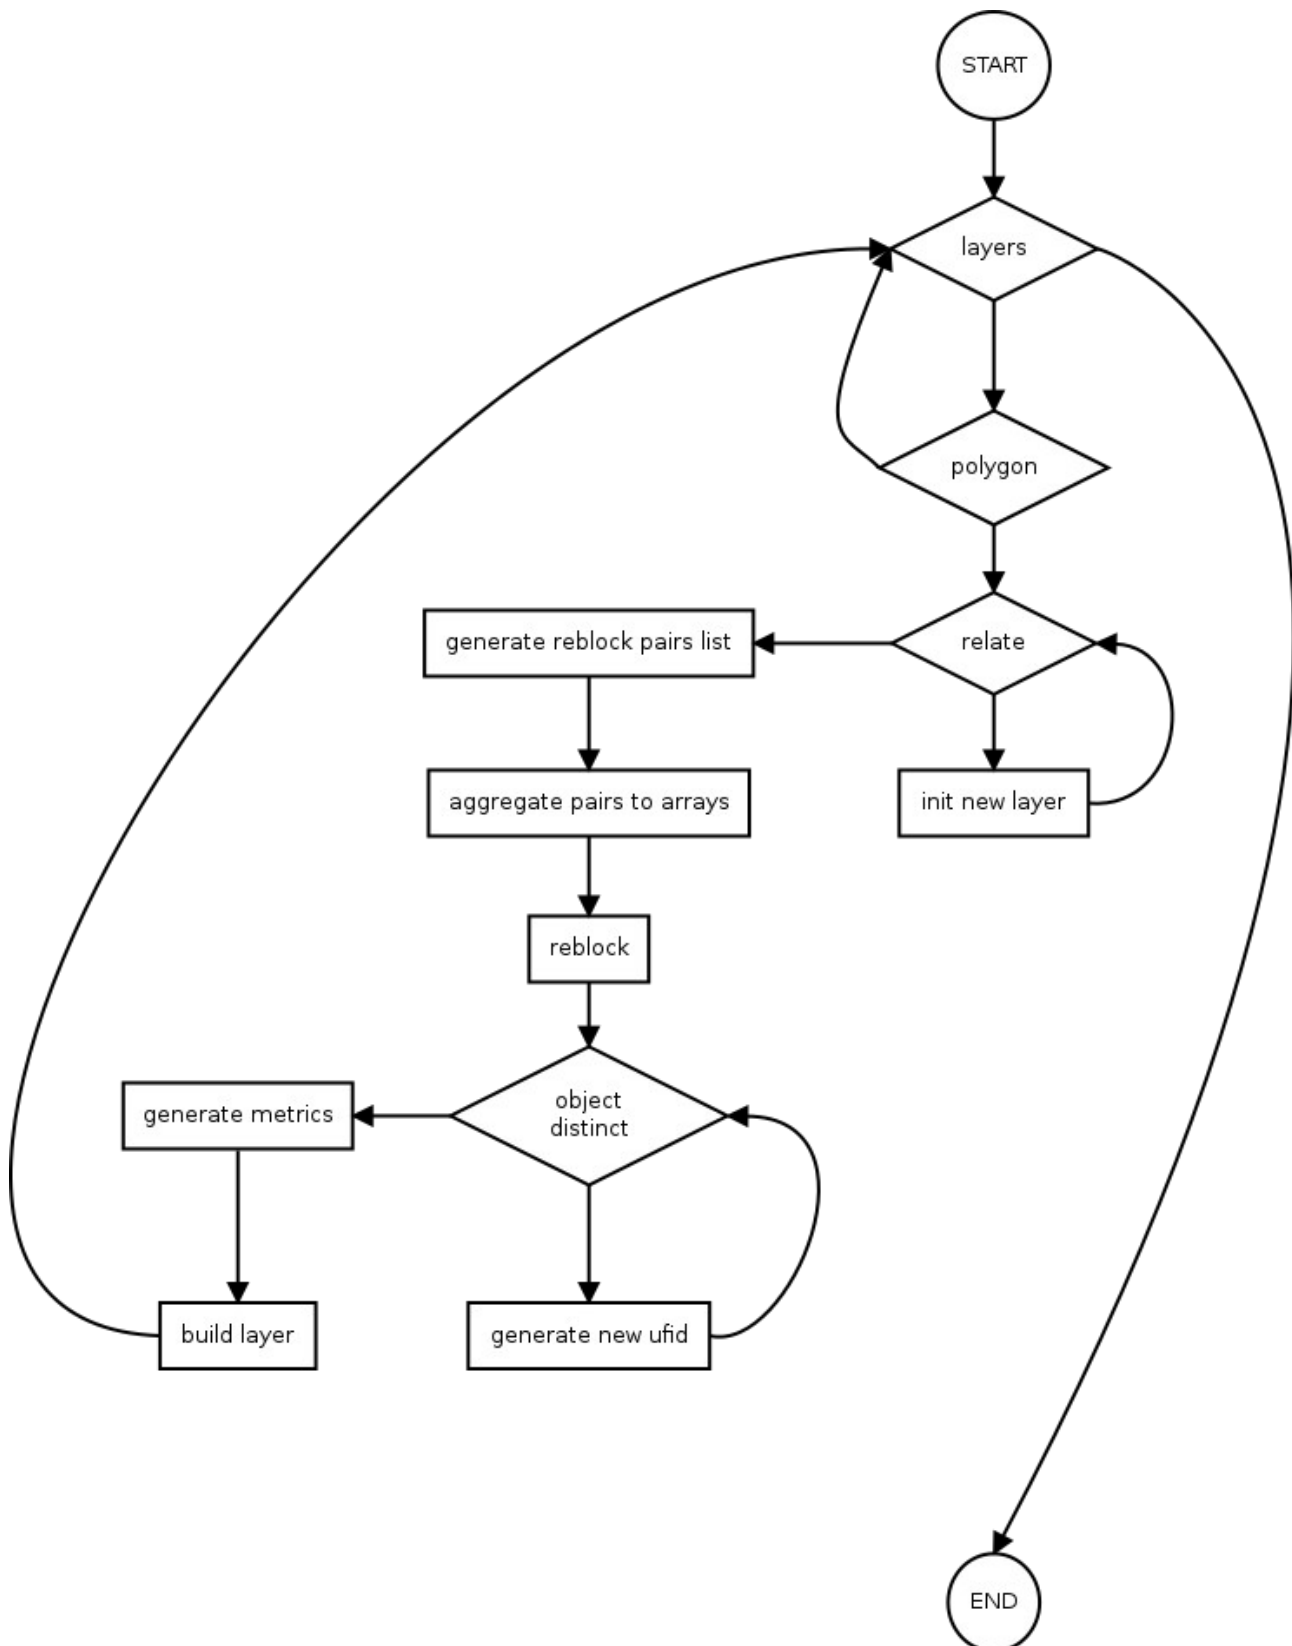 START
layers
polygon
generate reblock pairs list
relate
aggregate pairs to arrays
init new layer
reblock
generate metrics
object
distinct
build layer
generate new ufid
END